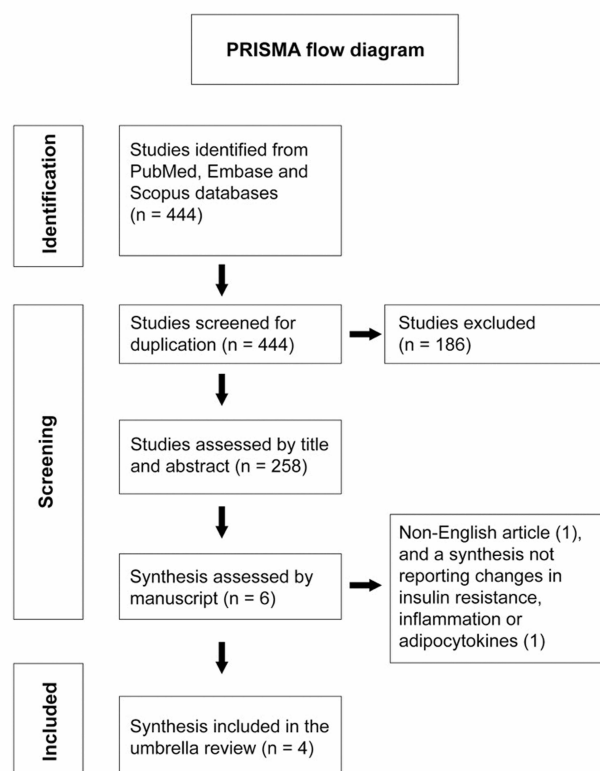 PRISMA flow diagram
Identification
Studies identified from
PubMed, Embase and
Scopus databases
(n = 444)
Screening
Studies screened for
duplication (n = 444)
Studies excluded
(n = 186)
Studies assessed by title
and abstract (n = 258)
Synthesis assessed by
manuscript (n = 6)
Non-English article (1),
and a synthesis not
reporting changes in
insulin resistance,
inflammation or
adipocytokines (1)
Included
Synthesis included in the
umbrella review (n = 4)